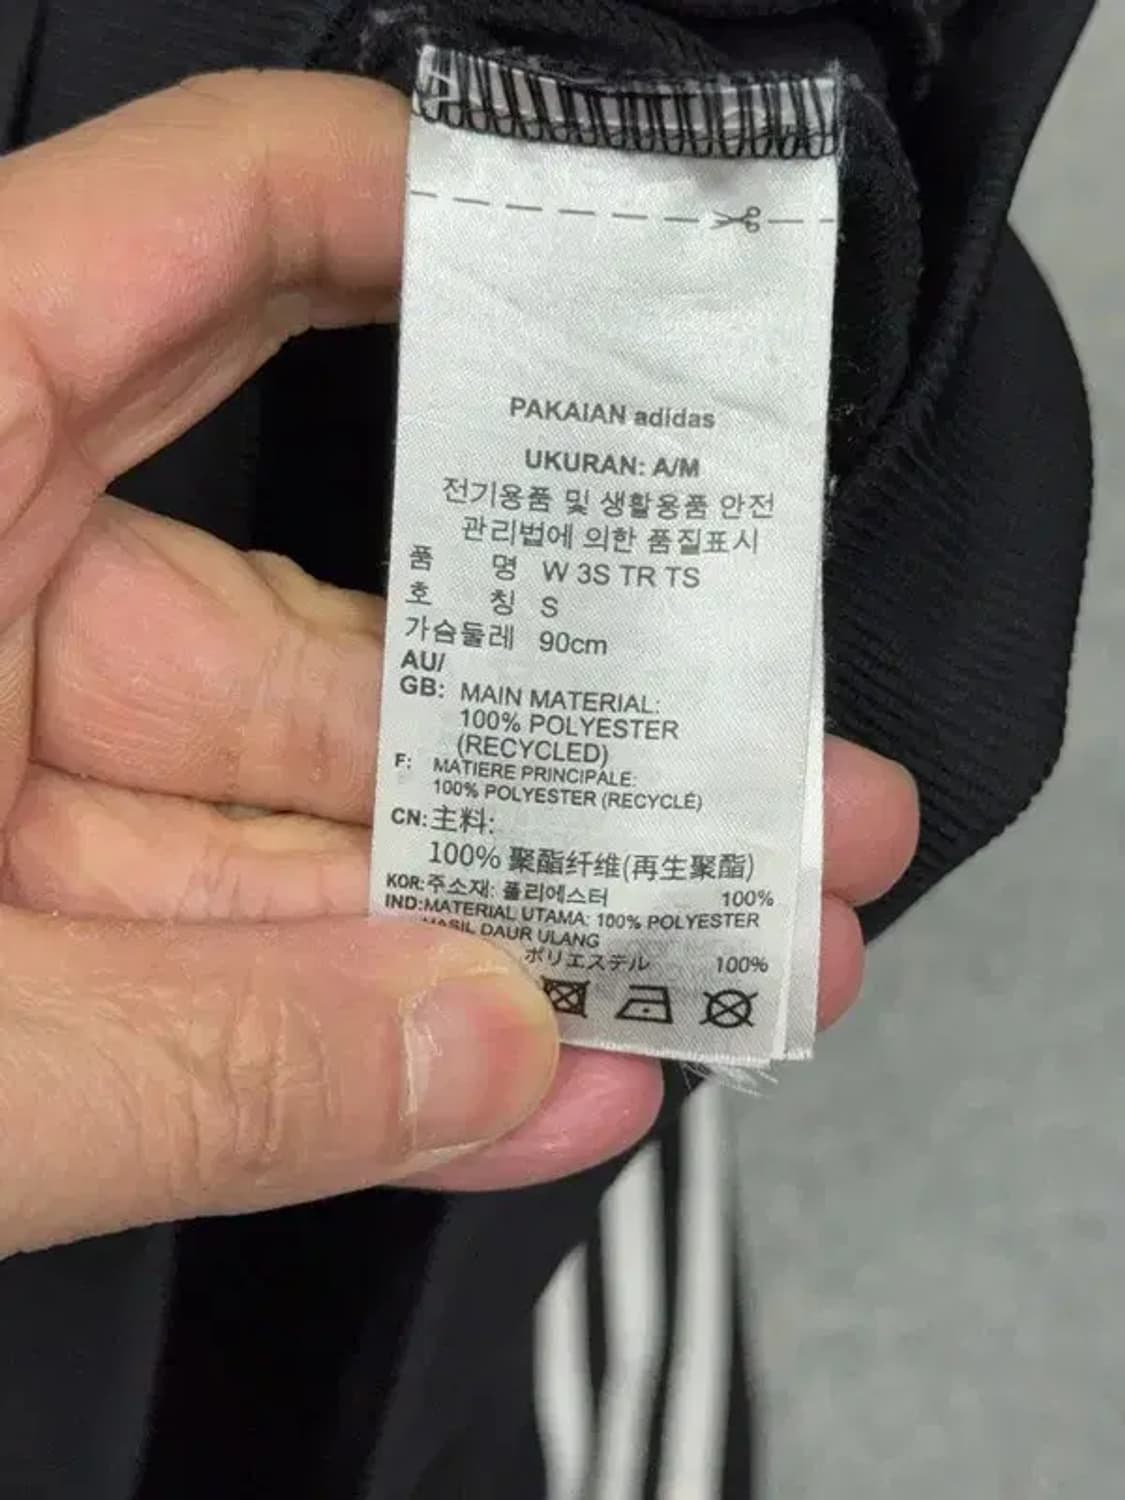 PAKAIAN adidas
UKURAN: A/M
전기용품 및 생활용품 안전
관리법에 의한 품질표시
품 명 W 3S TR TS
호 칭 S
가슴둘레 90cm
AU/
GB: MAIN MATERIAL:
100% POLYESTER
(RECYCLED)
F: MATIERE PRINCIPALE:
100% POLYESTER (RECYCLÉ)
CN:主料:
100% 聚酯纤维(再生聚酯)
KOR:주소재: 폴리에스터 100%
IND:MATERIAL UTAMA: 100% POLYESTER
HASIL DAUR ULANG
ポリエステル 100%